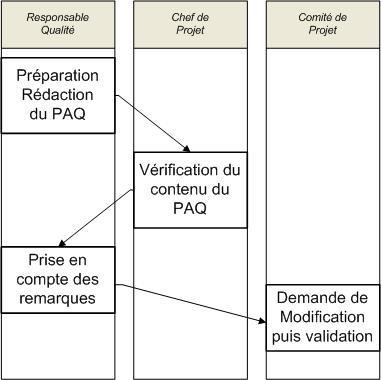 Responsable
Qualité
Chef de
Projet
Comité de
Projet
Préparation
Rédaction
du PAQ
Vérification du
contenu du
PAQ
Prise en
compte des
remarques
Demande de
Modification
puis validation